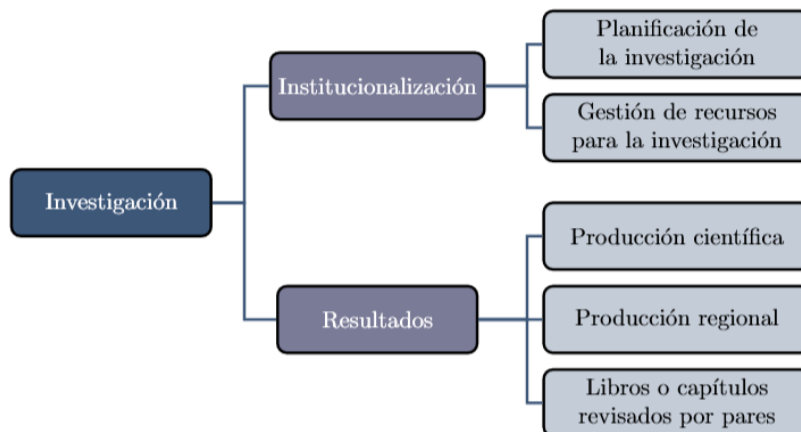 Investigación
Institucionalización
Planificación de
la investigación
Gestión de recursos
para la investigación
Resultados
Producción científica
Producción regional
Libros o capítulos
revisados por pares